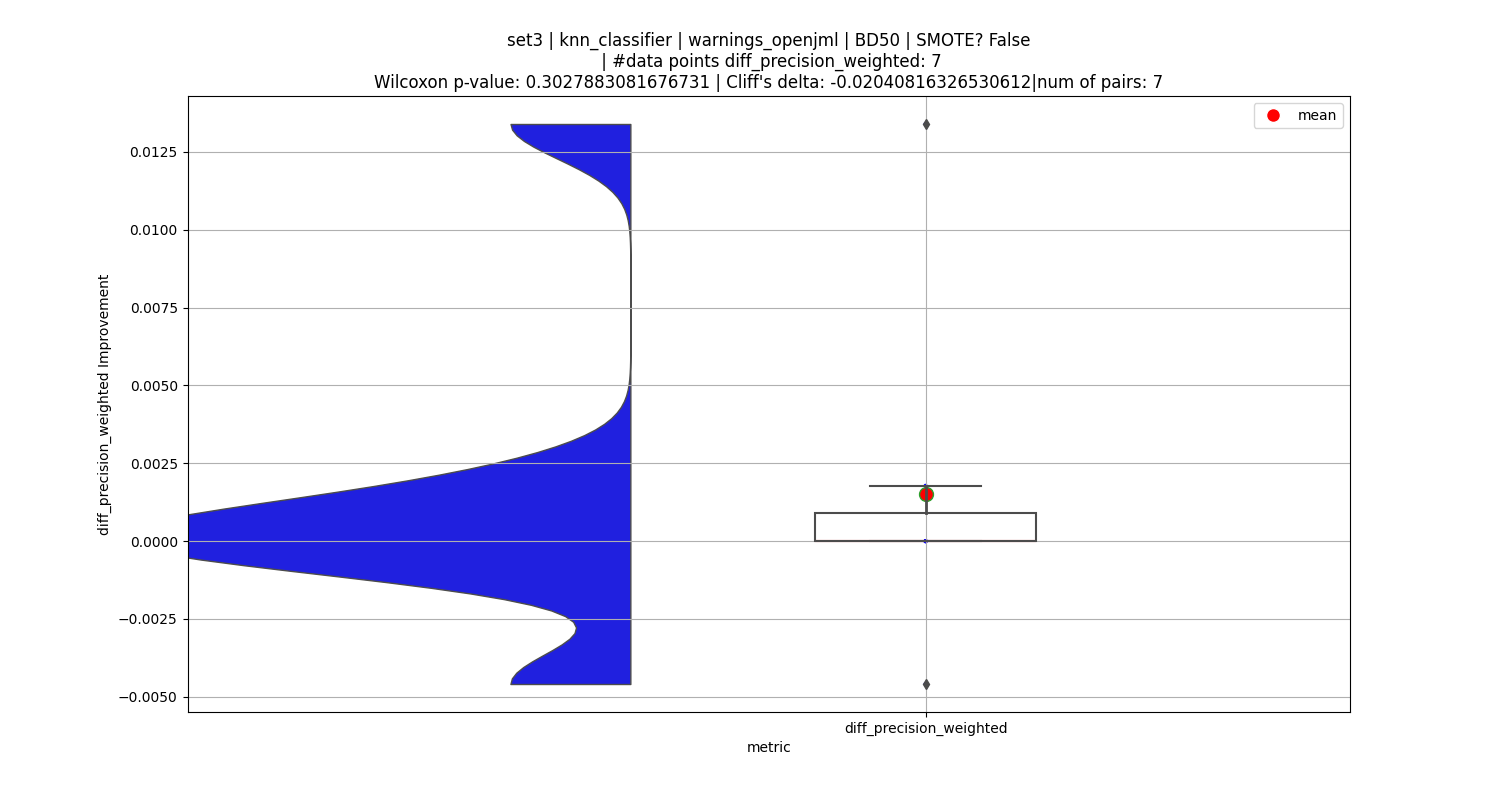 set3 | knn_classifier | warnings_openjml | BD50 | SMOTE? False
| #data points diff_precision_weighted: 7
Wilcoxon p-value: 0.3027883081676731 | Cliff's delta: -0.02040816326530612|num of pairs: 7
mean
0.0125
0.0100
0.0075
0.0050
0.0025
0.0000
−0.0025
−0.0050
diff_precision_weighted Improvement
diff_precision_weighted
metric